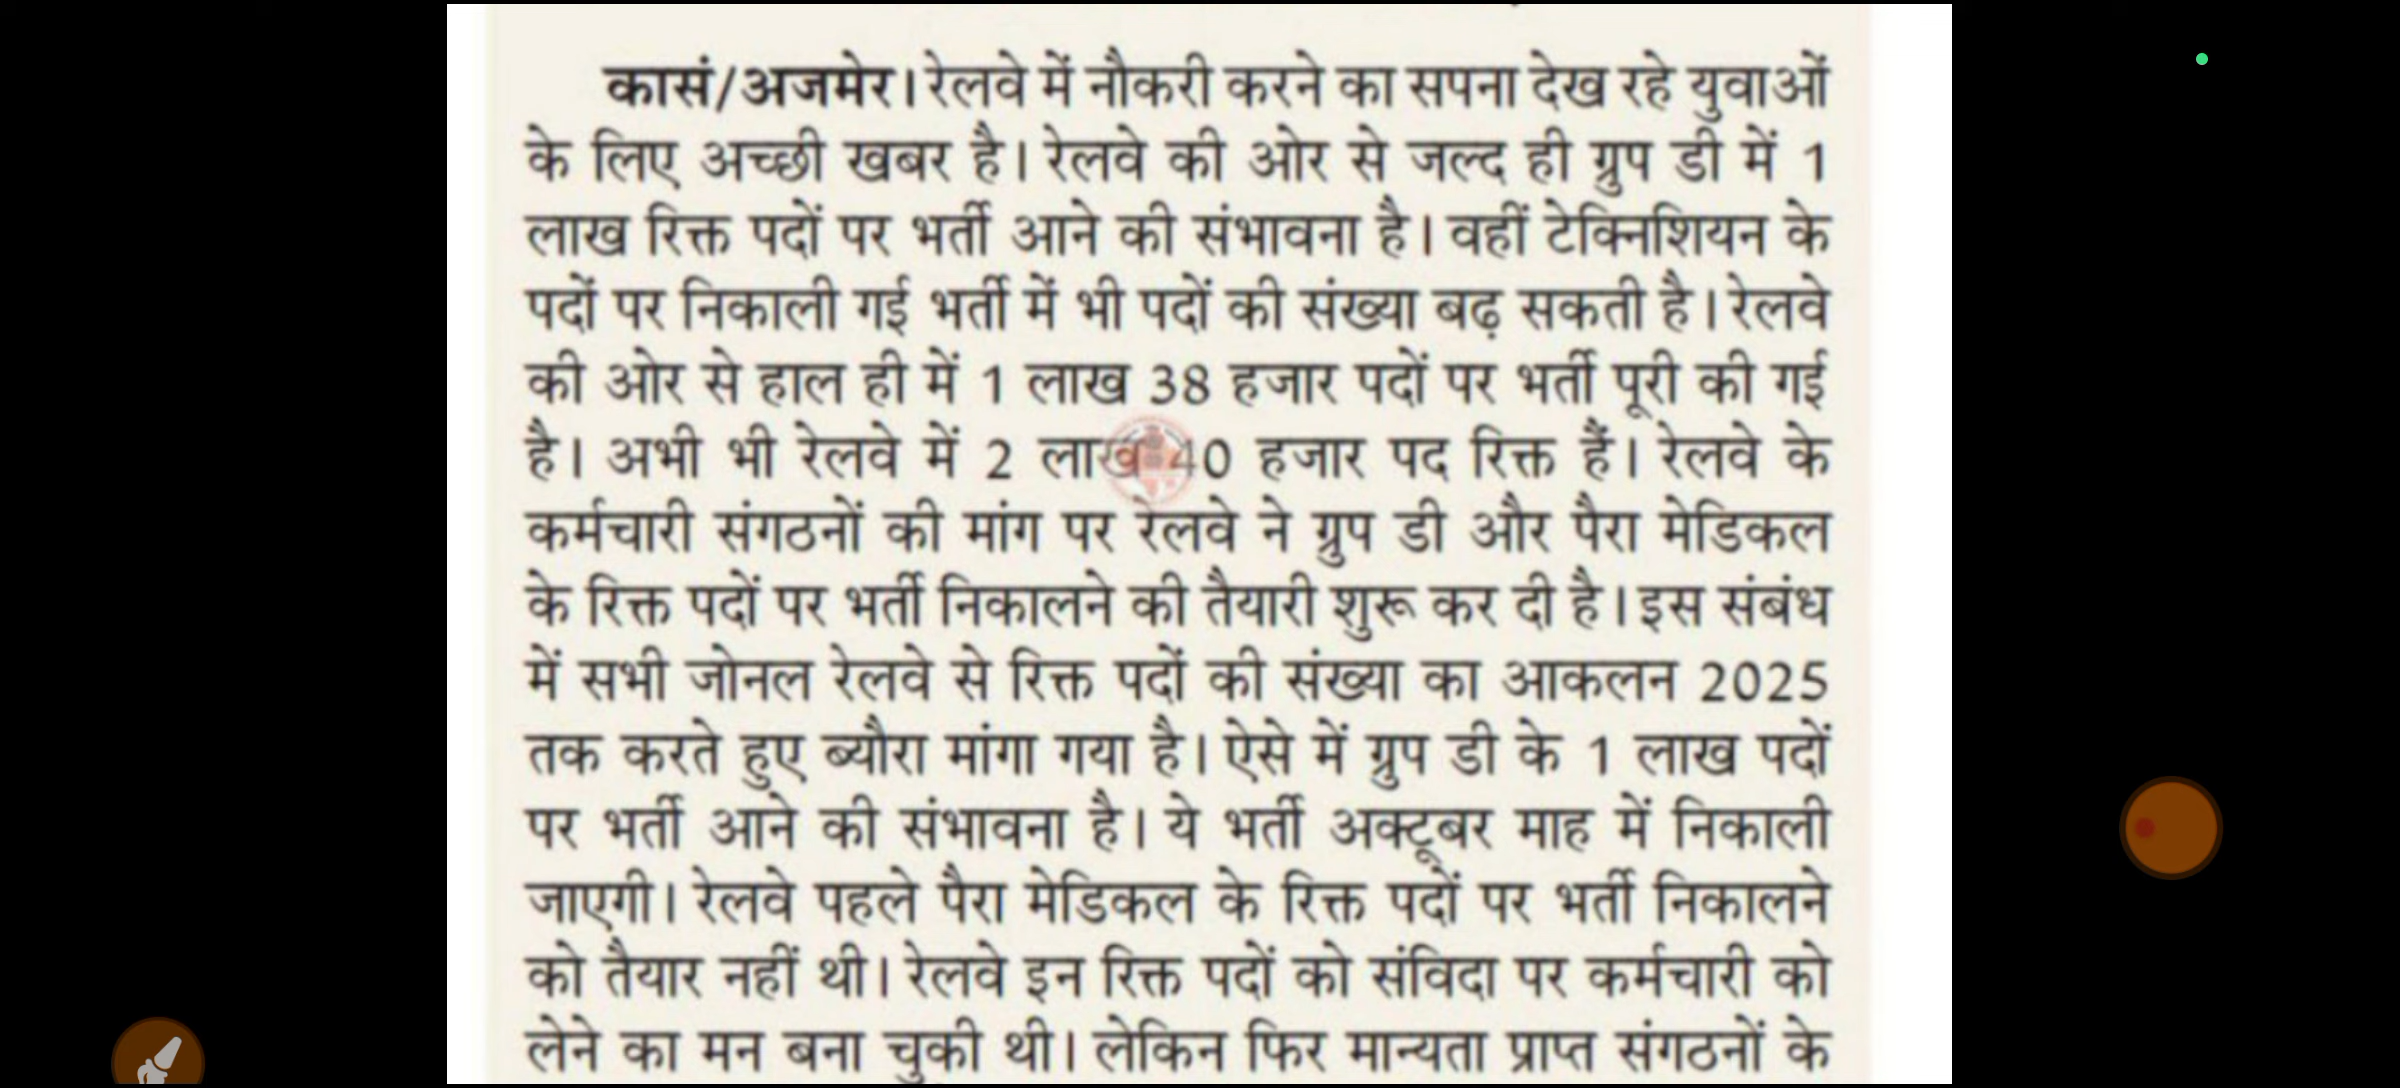 कासं/अजमेर। रेलवे में नौकरी करने का सपना देख रहे युवाओं
के लिए अच्छी खबर है। रेलवे की ओर से जल्द ही ग्रुप डी में 1
लाख रिक्त पदों पर भर्ती आने की संभावना है। वहीं टेक्निशियन के
पदों पर निकाली गई भर्ती में भी पदों की संख्या बढ़ सकती है। रेलवे
की ओर से हाल ही में 1 लाख 38 हजार पदों पर भर्ती पूरी की गई
है। अभी भी रेलवे में 2 लाख 40 हजार पद रिक्त हैं। रेलवे के
कर्मचारी संगठनों की मांग पर रेलवे ने ग्रुप डी और पैरा मेडिकल
के रिक्त पदों पर भर्ती निकालने की तैयारी शुरू कर दी है। इस संबंध
में सभी जोनल रेलवे से रिक्त पदों की संख्या का आकलन 2025
तक करते हुए ब्यौरा मांगा गया है। ऐसे में ग्रुप डी के 1 लाख पदों
पर भर्ती आने की संभावना है। ये भर्ती अक्टूबर माह में निकाली
जाएगी। रेलवे पहले पैरा मेडिकल के रिक्त पदों पर भर्ती निकालने
को तैयार नहीं थी। रेलवे इन रिक्त पदों को संविदा पर कर्मचारी को
लेने का मन बना चुकी थी। लेकिन फिर मान्यता प्राप्त संगठनों के